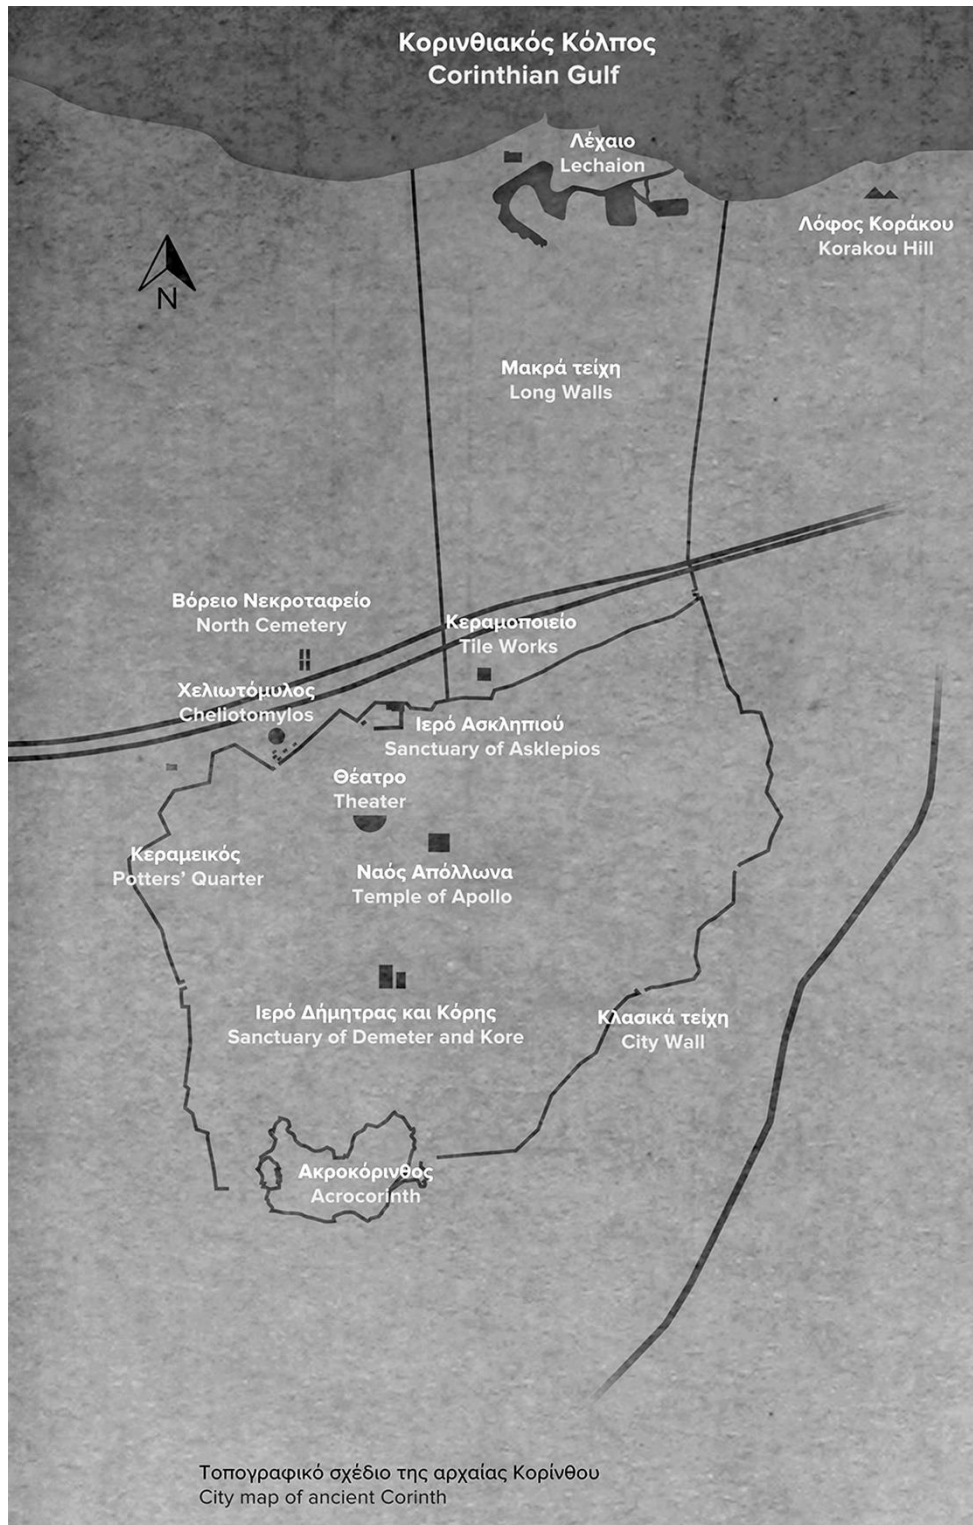 Κορινθιακός Κόλπος
Corinthian Gulf
Λέχαιο
Lechaion
Λόφος Κοράκου
Korakou Hill
N
Μακρά τείχη
Long Walls
Βόρειο Νεκροταφείο
North Cemetery
Κεραμοποιείο
Tile Works
Χελιωτόμυλος
Cheliotomylos
Ιερό Ασκληπιού
Sanctuary of Asklepios
Θέατρο
Theater
Κεραμεικός
Potters' Quarter
Ναός Απόλλωνα
Temple of Apollo
Ιερό Δήμητρας και Κόρης
Sanctuary of Demeter and Kore
Κλασικά τείχη
City Wall
Ακροκόρινθος
Acrocorinth
Τοπογραφικό σχέδιο της αρχαίας Κορίνθου
City map of ancient Corinth